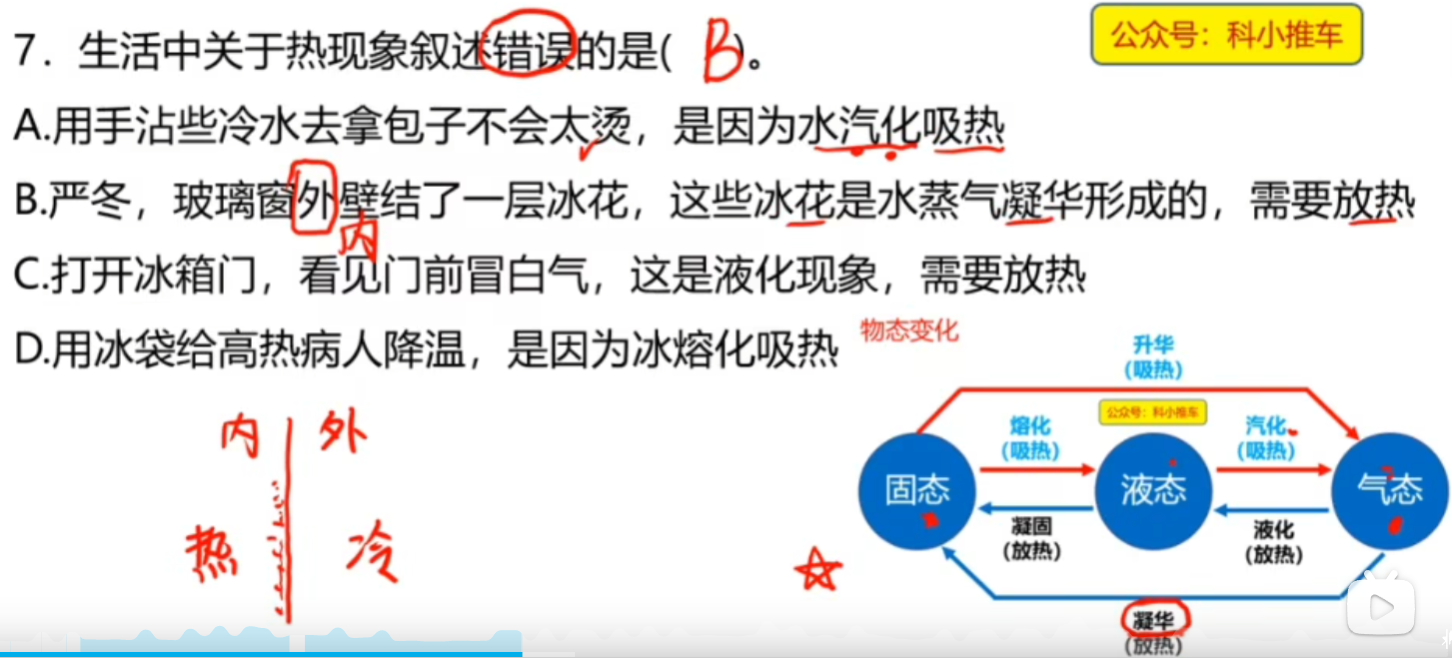 公众号：科小推车
7．生活中关于热现象叙述错误的是( B )。
A.用手沾些冷水去拿包子不会太烫，是因为水汽化吸热
B.严冬，玻璃窗外壁结了一层冰花，这些冰花是水蒸气凝华形成的，需要放热
内
C.打开冰箱门，看见门前冒白气，这是液化现象，需要放热
D.用冰袋给高热病人降温，是因为冰熔化吸热
物态变化
升华
(吸热)
公众号：科小推车
熔化
(吸热)
汽化
(吸热)
固态
液态
气态
凝固
(放热)
液化
(放热)
凝华
(放热)
内 外
热 冷